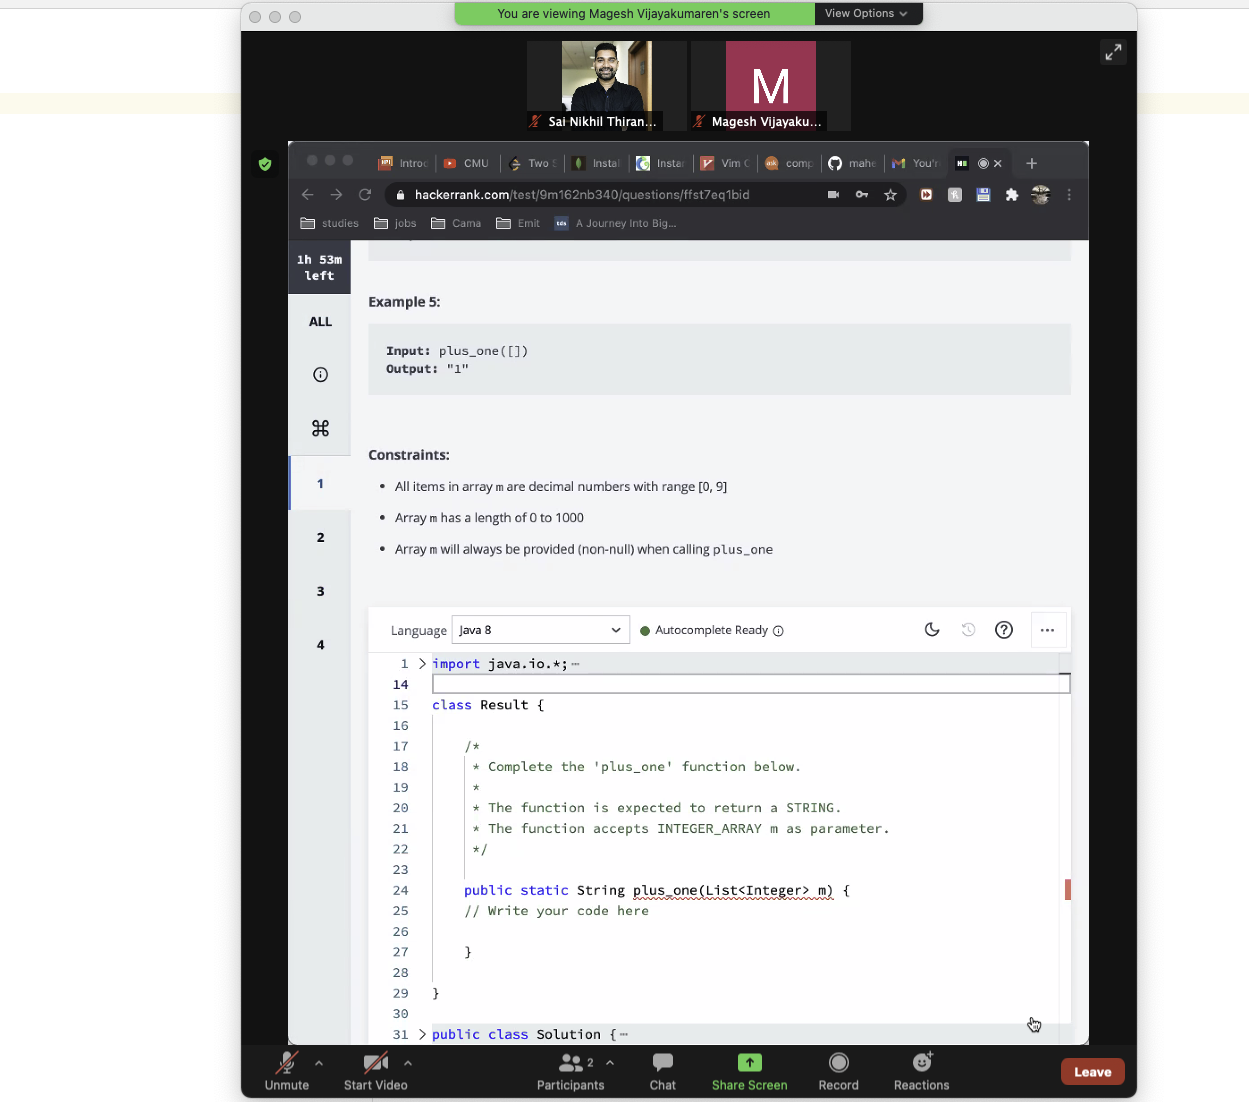 You are viewing Magesh Vijayakumaren's screen
View Options
Sai Nikhil Thiran...
M
Magesh Vijayaku...
Introd
CMU
Two S
Instal
Instar
Vim C
ask
comp
mahe
You'r
hackerrank.com/test/9m162nb340/questions/ffst7eq1bid
studies
jobs
Cama
Emit
tds
A Journey Into Big...
1h 53m
left
ALL
1
2
3
4
Example 5:
Input: plus_one([])
Output: "1"
Constraints:
• All items in array m are decimal numbers with range [0, 9]
• Array m has a length of 0 to 1000
• Array m will always be provided (non-null) when calling plus_one
Language
Java 8
Autocomplete Ready
1 import java.io.*;
14
15 class Result {
16
17 /*
18 * Complete the 'plus_one' function below.
19 *
20 * The function is expected to return a STRING.
21 * The function accepts INTEGER_ARRAY m as parameter.
22 */
23
24 public static String plus_one(List<Integer> m) {
25 // Write your code here
26
27 }
28
29 }
30
31 public class Solution {
Unmute
Start Video
2
Participants
Chat
Share Screen
Record
Reactions
Leave